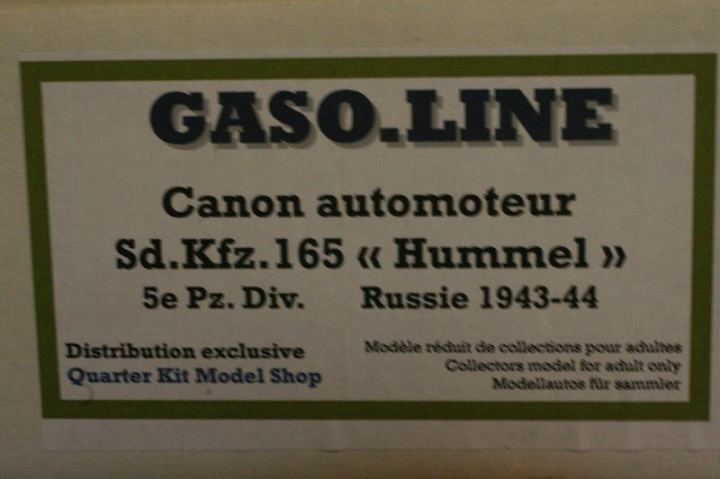 GASO.LINE
Canon automoteur
Sd.Kfz.165 « Hummel »
5e Pz. Div. Russie 1943-44
Distribution exclusive
Quarter Kit Model Shop
Modèle réduit de collections pour adultes
Collectors model for adult only
Modellautos für sammler